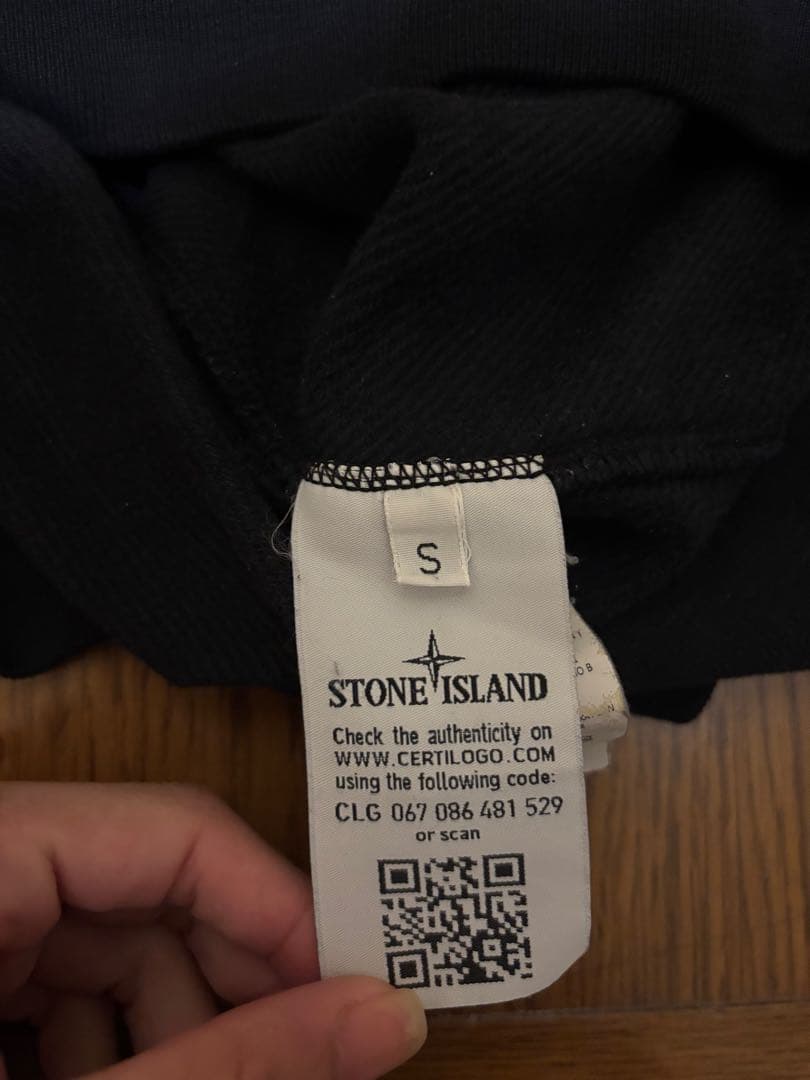 S
STONE ISLAND
Check the authenticity on
WWW.CERTILOGO.COM
using the following code:
CLG 067 086 481 529
or scan